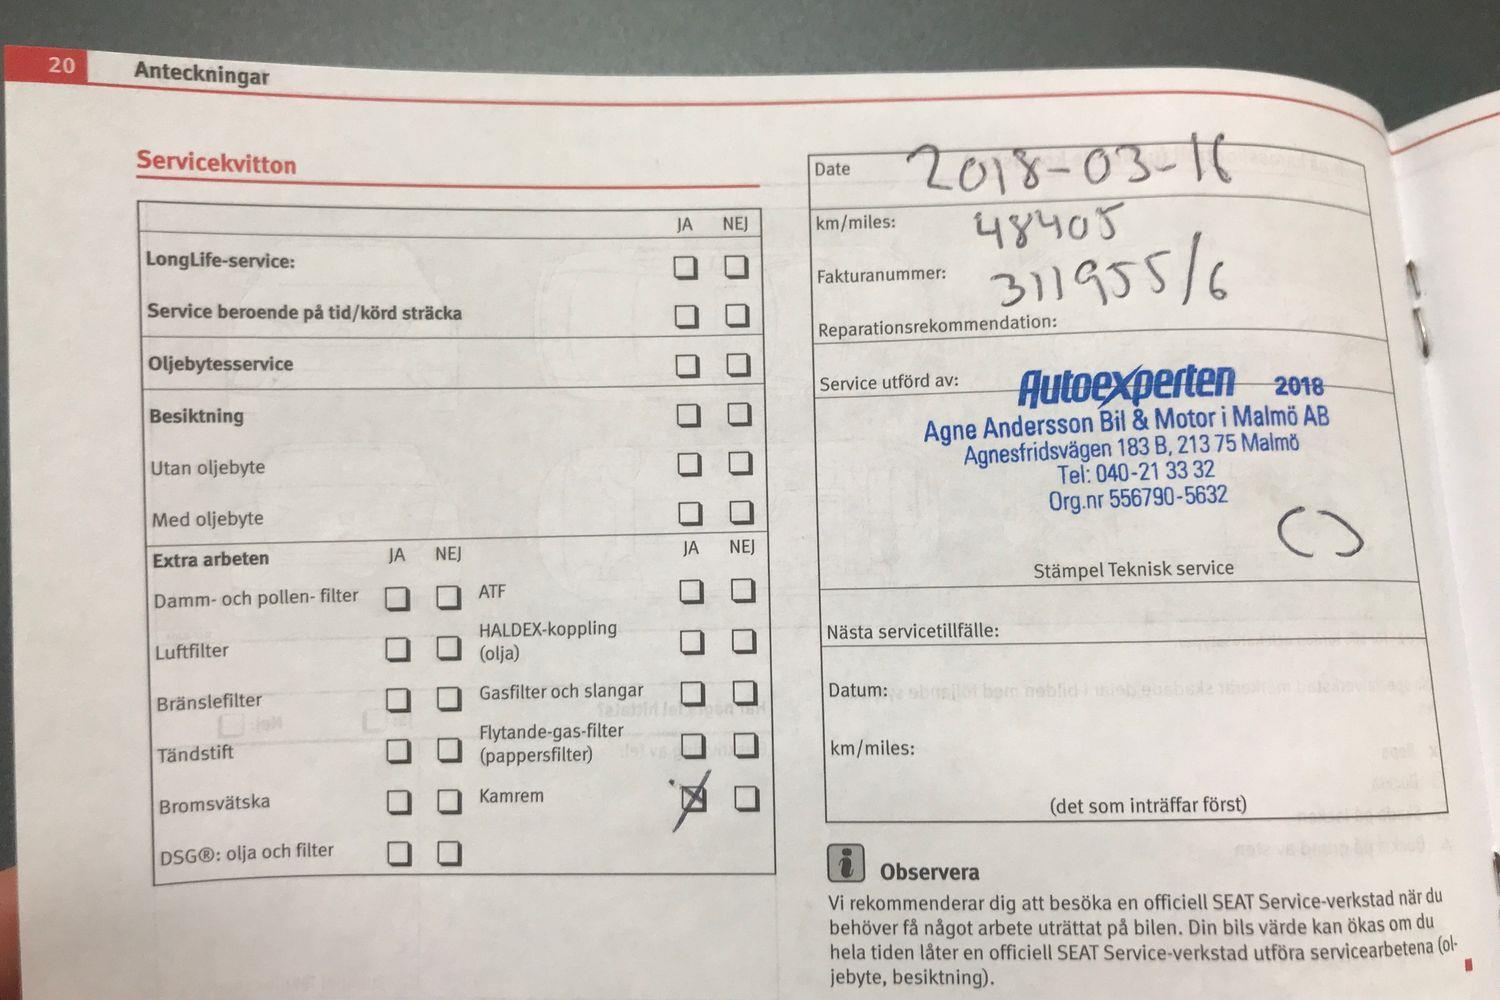 20 Anteckningar
Servicekvitton
JA NEJ
LongLife-service:
Service beroende på tid/körd sträcka
Oljebytesservice
Besiktning
Utan oljebyte
Med oljebyte
Extra arbeten JA NEJ JA NEJ
Damm- och pollen- filter ATF
Luftfilter HALDEX-koppling
(olja)
Bränslefilter Gasfilter och slangar
Tändstift Flytande-gas-filter
(pappersfilter)
Bromsvätska Kamrem
DSG®: olja och filter
Date 2018-03-16
km/miles: 48405
Fakturanummer: 311955/6
Reparationsrekommendation:
Service utförd av:
Autoexperten 2018
Agne Andersson Bil & Motor i Malmö AB
Agnesfridsvägen 183 B, 213 75 Malmö
Tel: 040-21 33 32
Org.nr 556790-5632
Stämpel Teknisk service
Nästa servicetillfälle:
Datum:
km/miles:
(det som inträffar först)
Observera
Vi rekommenderar dig att besöka en officiell SEAT Service-verkstad när du
behöver få något arbete uträttat på bilen. Din bils värde kan ökas om du
hela tiden låter en officiell SEAT Service-verkstad utföra servicearbetena (ol-
jebyte, besiktning).